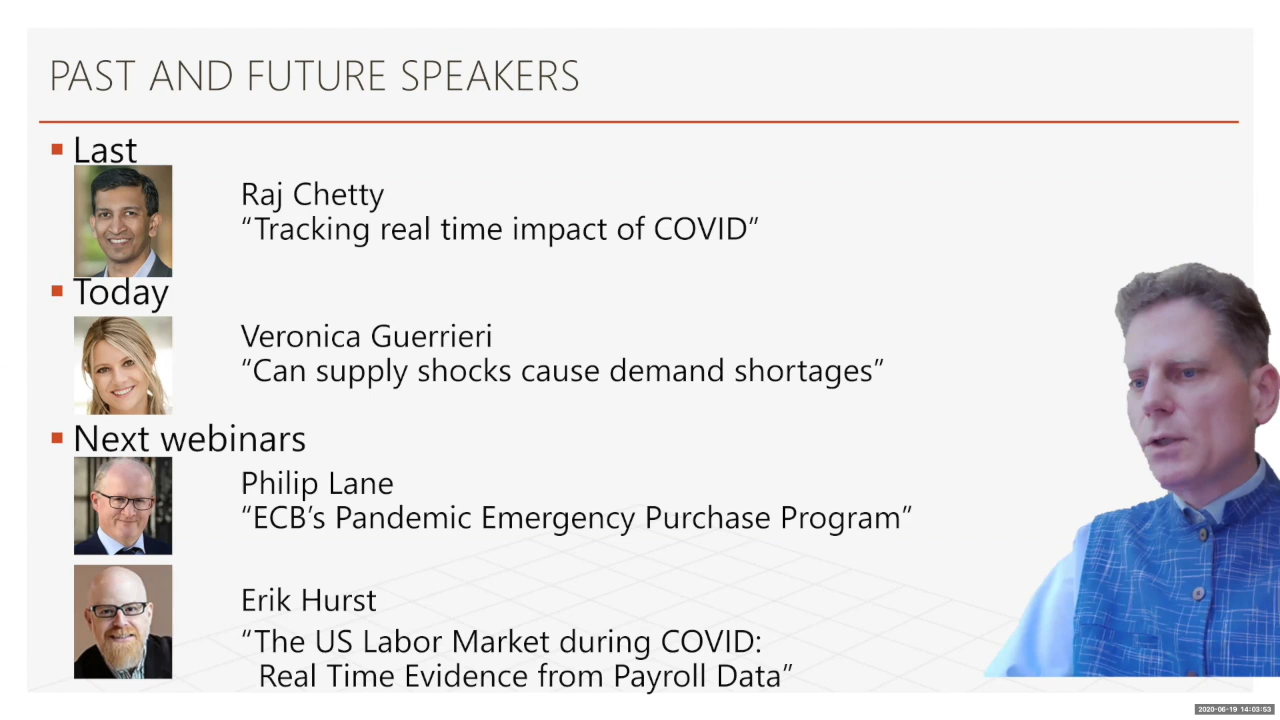 PAST AND FUTURE SPEAKERS
Last
Raj Chetty
“Tracking real time impact of COVID”
Today
Veronica Guerrieri
“Can supply shocks cause demand shortages”
Next webinars
Philip Lane
“ECB’s Pandemic Emergency Purchase Program”
Erik Hurst
“The US Labor Market during COVID:
Real Time Evidence from Payroll Data”
2020-06-19 14:03:53